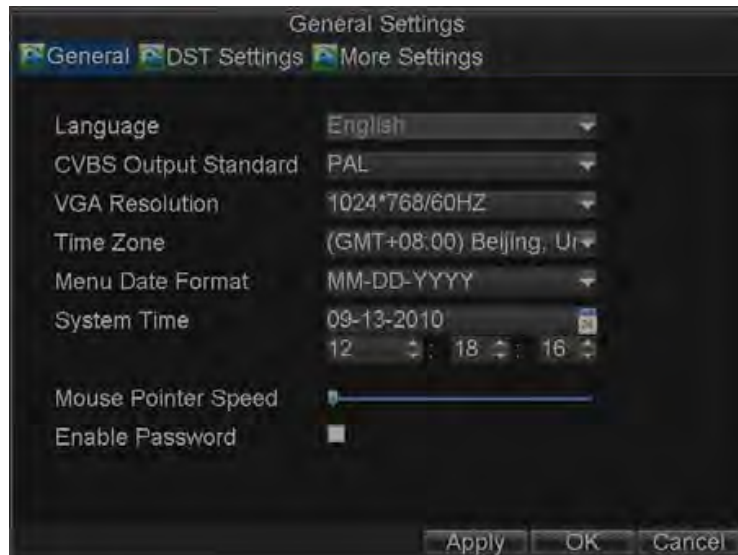 General Settings
General DST Settings More Settings
Language English
CVBS Output Standard PAL
VGA Resolution 1024*768/60HZ
Time Zone (GMT+08:00) Beijing,
Menu Date Format MM-DD-YYYY
System Time 09-13-2010
12 : 18 : 16
Mouse Pointer Speed
Enable Password
Apply OK Cancel